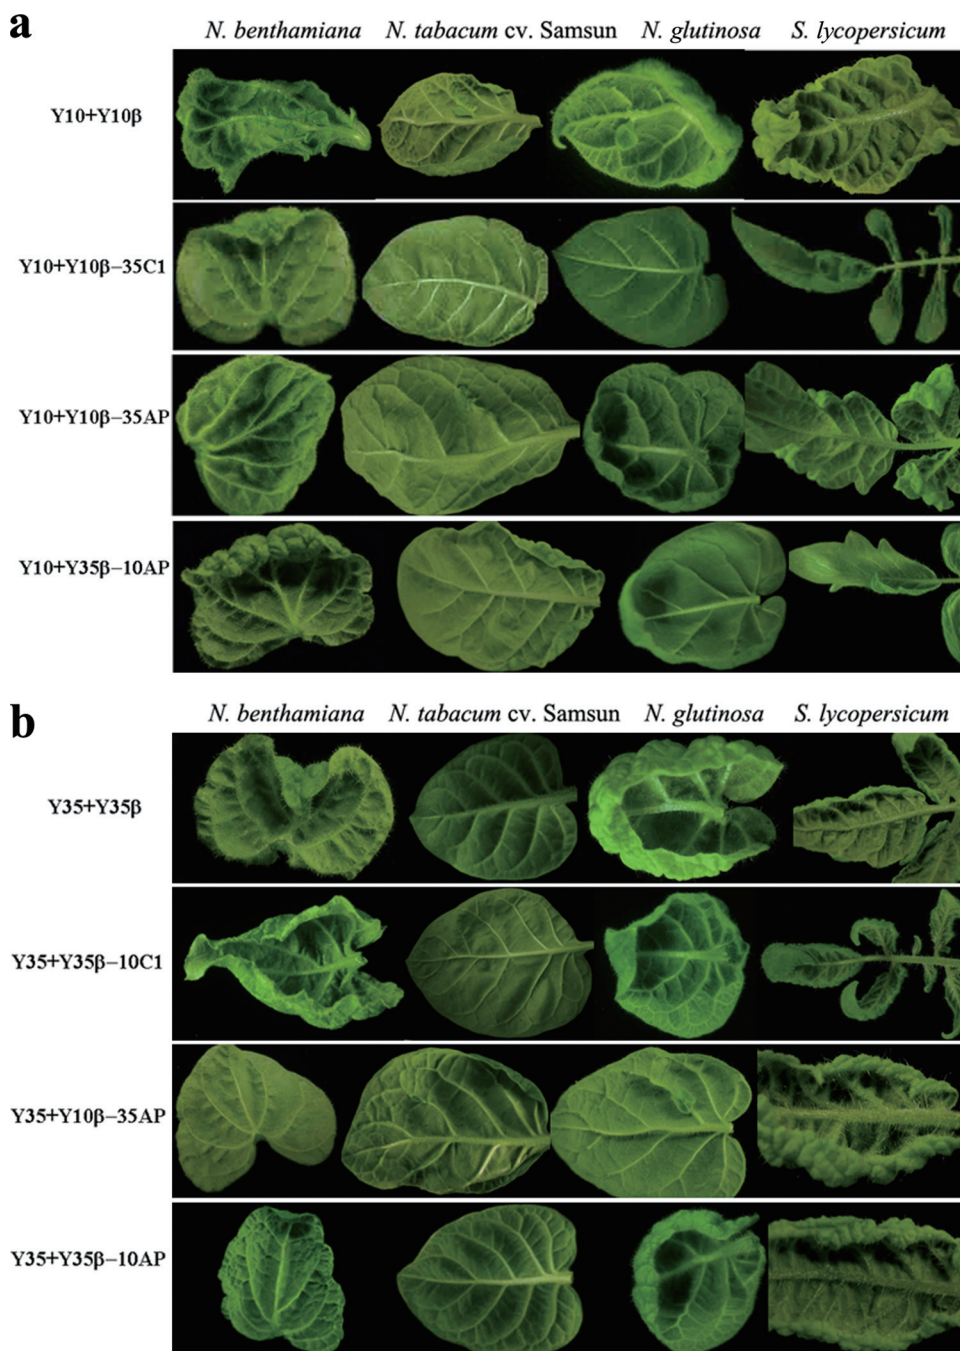 a
N. benthamiana N. tabacum cv. Samsun N. glutinosa S. lycopersicum
Y10+Y10β
Y10+Y10β−35C1
Y10+Y10β−35AP
Y10+Y35β−10AP
b
N. benthamiana N. tabacum cv. Samsun N. glutinosa S. lycopersicum
Y35+Y35β
Y35+Y35β−10C1
Y35+Y10β−35AP
Y35+Y35β−10AP